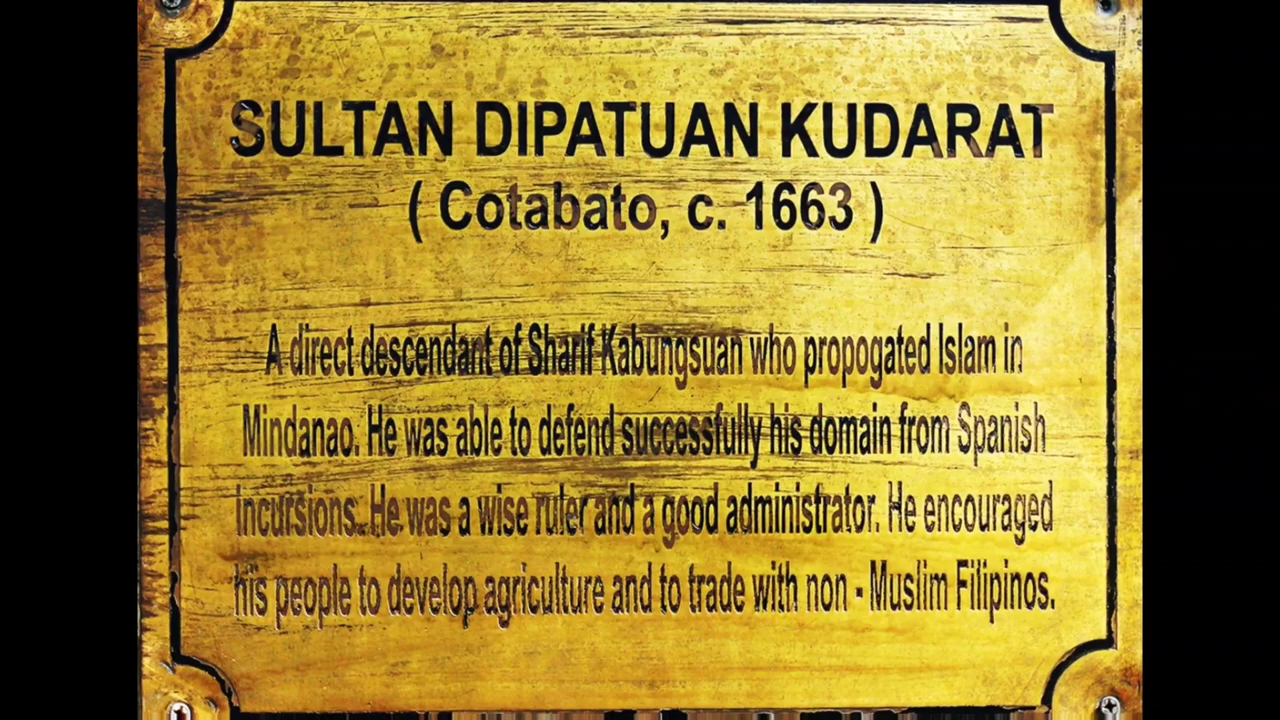 SULTAN DIPATUAN KUDARAT
( Cotabato, c. 1663 )
A direct descendant of Sharif Kabungsuan who propogated Islam in
Mindanao. He was able to defend successfully his domain from Spanish
Incursions. He was a wise ruler and a good administrator. He encouraged
his people to develop agriculture and to trade with non - Muslim Filipinos.